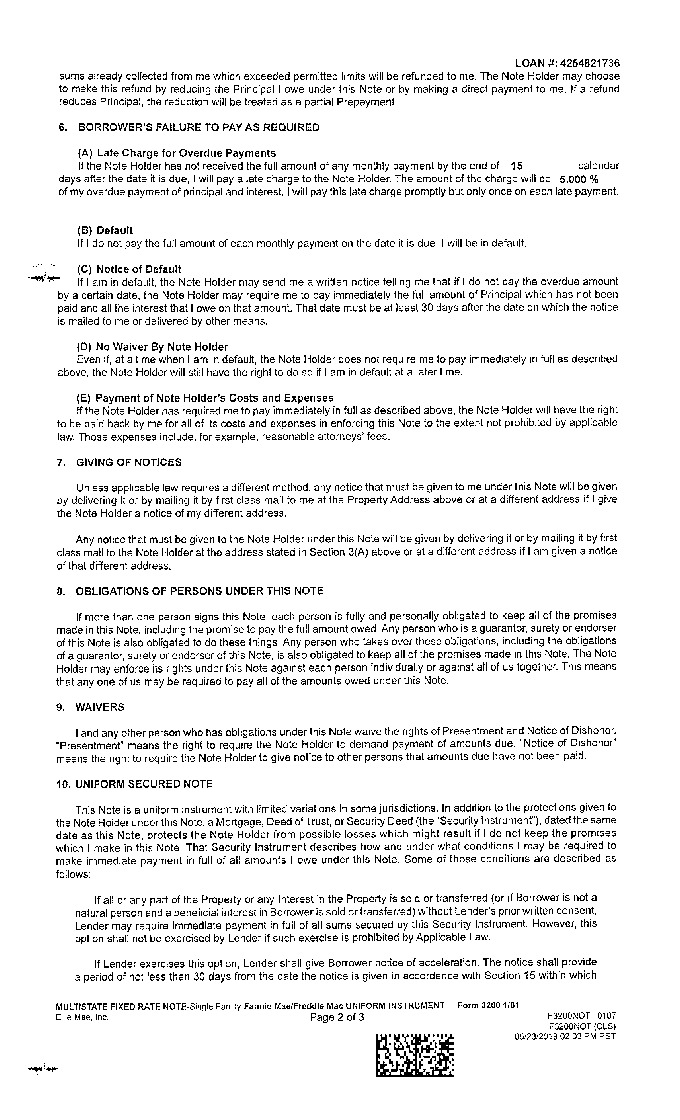 LOAN #: 4254821736
sums already collected from me which exceeded permitted limits will be refunded to me. The Note Holder may choose
to make this refund by reducing the Principal I owe under this Note or by making a direct payment to me. If a refund
reduces Principal, the reduction will be treated as a partial Prepayment
6. BORROWER'S FAILURE TO PAY AS REQUIRED
(A) Late Charge for Overdue Payments
If the Note Holder has not received the full amount of any monthly payment by the end of 15 calendar
days after the date it is due, I will pay a late charge to the Note Holder. The amount of the charge will be 5.000 %
of my overdue payment of principal and interest. I will pay this late charge promptly but only once on each late payment.
(B) Default
If I do not pay the full amount of each monthly payment on the date it is due, I will be in default.
(C) Notice of Default
If I am in default, the Note Holder may send me a written notice telling me that if I do not pay the overdue amount
by a certain date, the Note Holder may require me to pay immediately the full amount of Principal which has not been
paid and all the interest that I owe on that amount. That date must be at least 30 days after the date on which the notice
is mailed to me or delivered by other means.
(D) No Waiver By Note Holder
Even if, at a time when I am in default, the Note Holder does not require me to pay immediately in full as described
above, the Note Holder will still have the right to do so if I am in default at a later time.
(E) Payment of Note Holder's Costs and Expenses
If the Note Holder has required me to pay immediately in full as described above, the Note Holder will have the right
to be paid back by me for all of its costs and expenses in enforcing this Note to the extent not prohibited by applicable
law. Those expenses include, for example, reasonable attorneys' fees.
7. GIVING OF NOTICES
Unless applicable law requires a different method, any notice that must be given to me under this Note will be given
by delivering it or by mailing it by first class mail to me at the Property Address above or at a different address if I give
the Note Holder a notice of my different address.
Any notice that must be given to the Note Holder under this Note will be given by delivering it or by mailing it by first
class mail to the Note Holder at the address stated in Section 3(A) above or at a different address if I am given a notice
of that different address.
8. OBLIGATIONS OF PERSONS UNDER THIS NOTE
If more than one person signs this Note, each person is fully and personally obligated to keep all of the promises
made in this Note, including the promise to pay the full amount owed. Any person who is a guarantor, surety or endorser
of this Note is also obligated to do these things. Any person who takes over these obligations, including the obligations
of a guarantor, surety or endorser of this Note, is also obligated to keep all of the promises made in this Note. The Note
Holder may enforce its rights under this Note against each person individually or against all of us together. This means
that any one of us may be required to pay all of the amounts owed under this Note.
9. WAIVERS
I and any other person who has obligations under this Note waive the rights of Presentment and Notice of Dishonor.
"Presentment" means the right to require the Note Holder to demand payment of amounts due. "Notice of Dishonor"
means the right to require the Note Holder to give notice to other persons that amounts due have not been paid.
10. UNIFORM SECURED NOTE
This Note is a uniform instrument with limited variations in some jurisdictions. In addition to the protections given to
the Note Holder under this Note, a Mortgage, Deed of Trust, or Security Deed (the "Security Instrument"), dated the same
date as this Note, protects the Note Holder from possible losses which might result if I do not keep the promises
which I make in this Note. That Security Instrument describes how and under what conditions I may be required to
make immediate payment in full of all amounts I owe under this Note. Some of those conditions are described as
follows:
If all or any part of the Property or any Interest in the Property is sold or transferred (or if Borrower is not a
natural person and a beneficial interest in Borrower is sold or transferred) without Lender's prior written consent,
Lender may require immediate payment in full of all sums secured by this Security Instrument. However, this
option shall not be exercised by Lender if such exercise is prohibited by Applicable Law.
If Lender exercises this option, Lender shall give Borrower notice of acceleration. The notice shall provide
a period of not less than 30 days from the date the notice is given in accordance with Section 15 within which
MULTISTATE FIXED RATE NOTE-Single Family-Fannie Mae/Freddie Mac UNIFORM INSTRUMENT Form 3200 1/01
Ellie Mae, Inc. Page 2 of 3 F3200NOT 0107
F3200NOT (CLS)
05/23/2019 02:03 PM PST